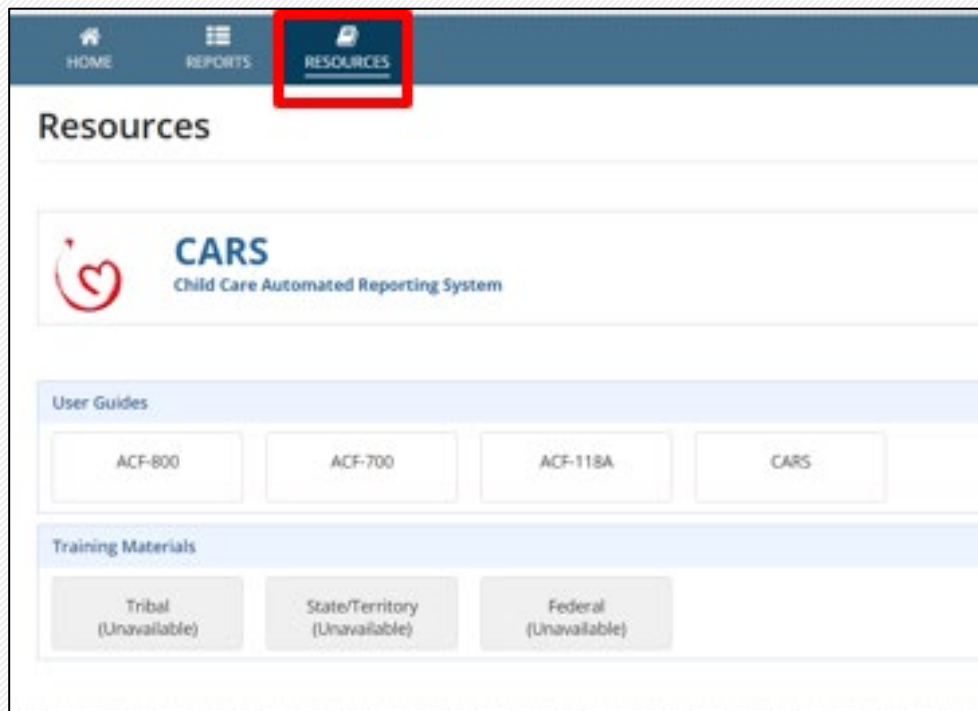 HOME REPORTS RESOURCES
Resources
CARS
Child Care Automated Reporting System
User Guides
ACF-800 ACF-700 ACF-118A CARS
Training Materials
Tribal State/Territory Federal
(Unavailable) (Unavailable) (Unavailable)